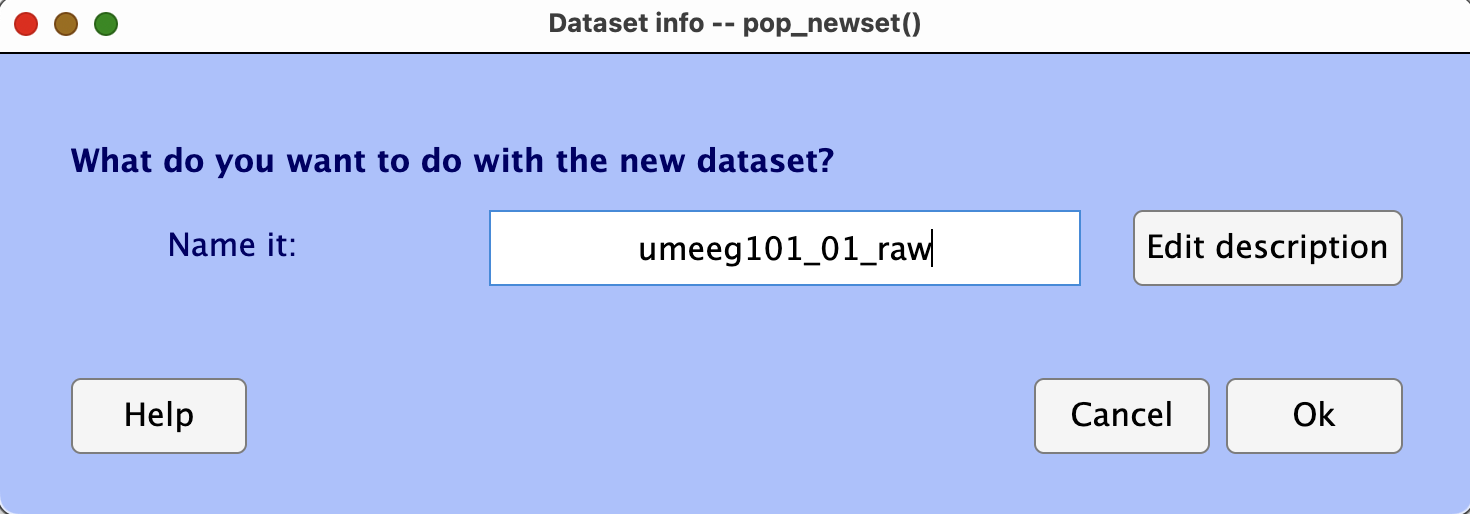 Dataset info -- pop_newset()
What do you want to do with the new dataset?
Name it:
umeeg101_01_raw
Edit description
Help
Cancel
Ok